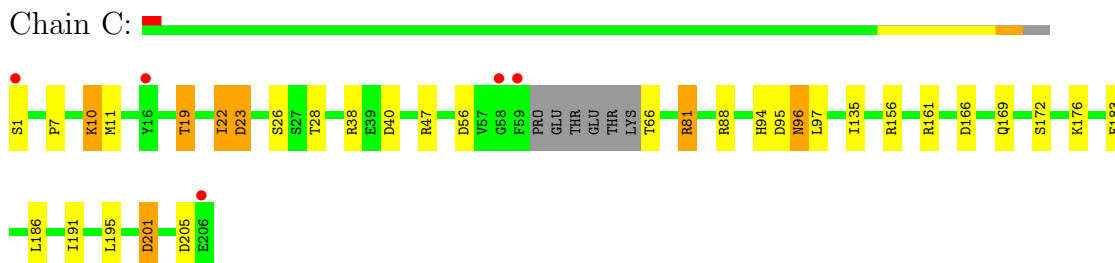 Chain C:
S1 P7 K10 M11 Y16 T19 I22 D23 S26 S27 T28 R38 E39 D40 R47 D56 V57 G58 F59 PRO GLU THR GLU THR LYS T66 R81 R88 H94 D95 N96 L97 I135 R156 R161 D166 Q169 S172 K176
L186 I191 L195 D201 D205 E206